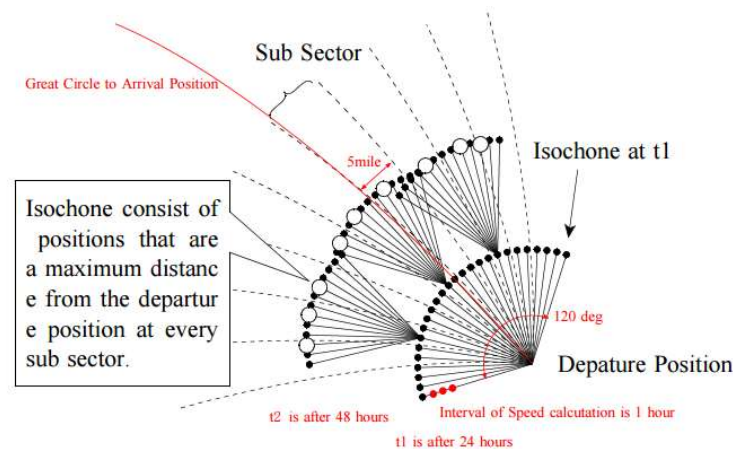 Sub Sector
Great Circle to Arrival Position
5mile
Isochone at t1
Isochone consist of
positions that are
a maximum distanc
e from the departur
e position at every
sub sector.
120 deg
Depature Position
Interval of Speed calcutation is 1 hour
t2 is after 48 hours
t1 is after 24 hours